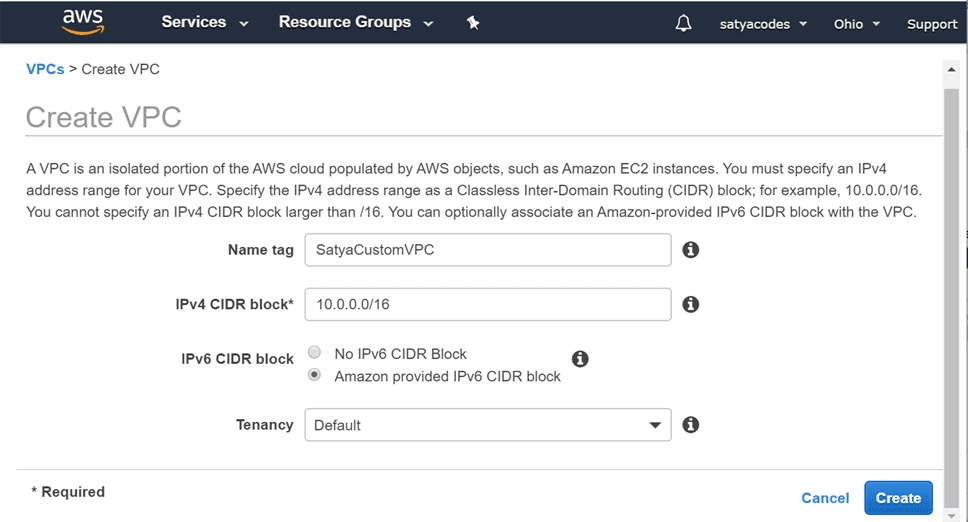 aws Services Resource Groups satyacodes Ohio Support
VPCs > Create VPC
Create VPC
A VPC is an isolated portion of the AWS cloud populated by AWS objects, such as Amazon EC2 instances. You must specify an IPv4
address range for your VPC. Specify the IPv4 address range as a Classless Inter-Domain Routing (CIDR) block; for example, 10.0.0.0/16.
You cannot specify an IPv4 CIDR block larger than /16. You can optionally associate an Amazon-provided IPv6 CIDR block with the VPC.
Name tag SatyaCustomVPC
IPv4 CIDR block* 10.0.0.0/16
IPv6 CIDR block No IPv6 CIDR Block
Amazon provided IPv6 CIDR block
Tenancy Default
* Required
Cancel Create